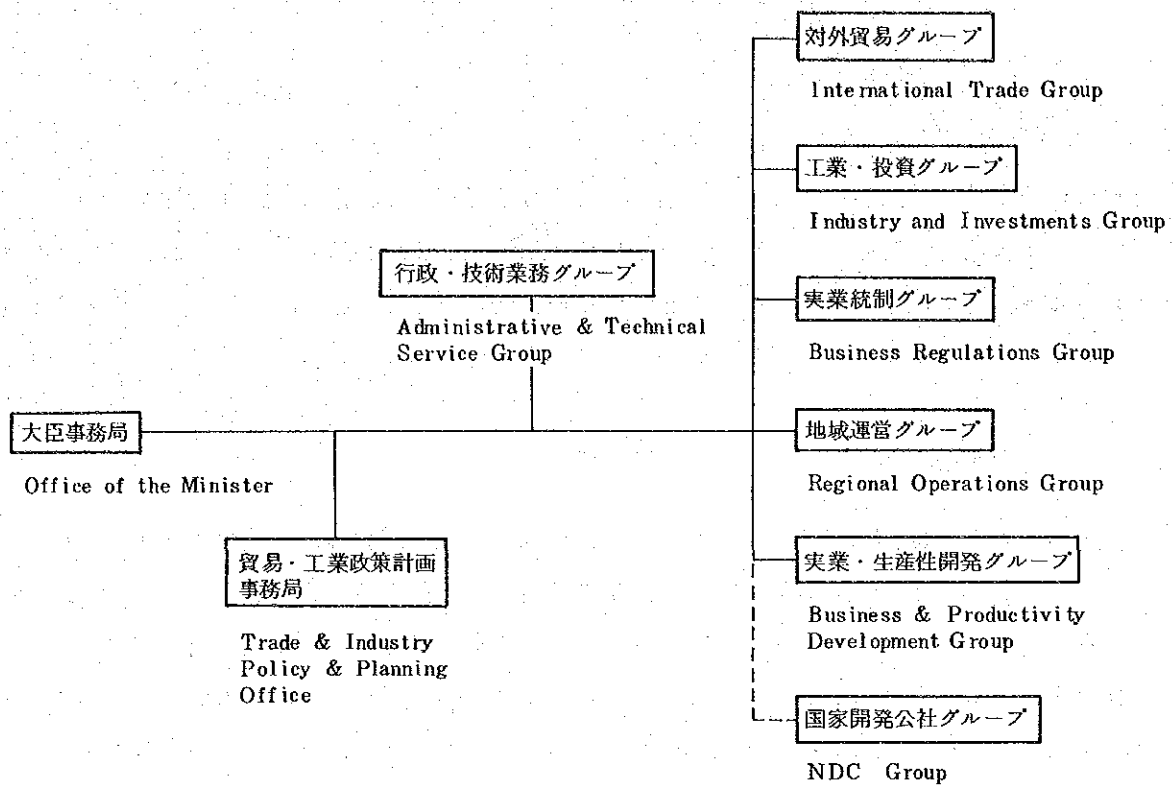 対外貿易グループ
International Trade Group
工業・投資グループ
Industry and Investments Group
行政・技術業務グループ
Administrative & Technical
Service Group
実業統制グループ
Business Regulations Group
大臣事務局
Office of the Minister
地域運営グループ
Regional Operations Group
貿易・工業政策計画
事務局
Trade & Industry
Policy & Planning
Office
実業・生産性開発グループ
Business & Productivity
Development Group
国家開発公社グループ
NDC Group